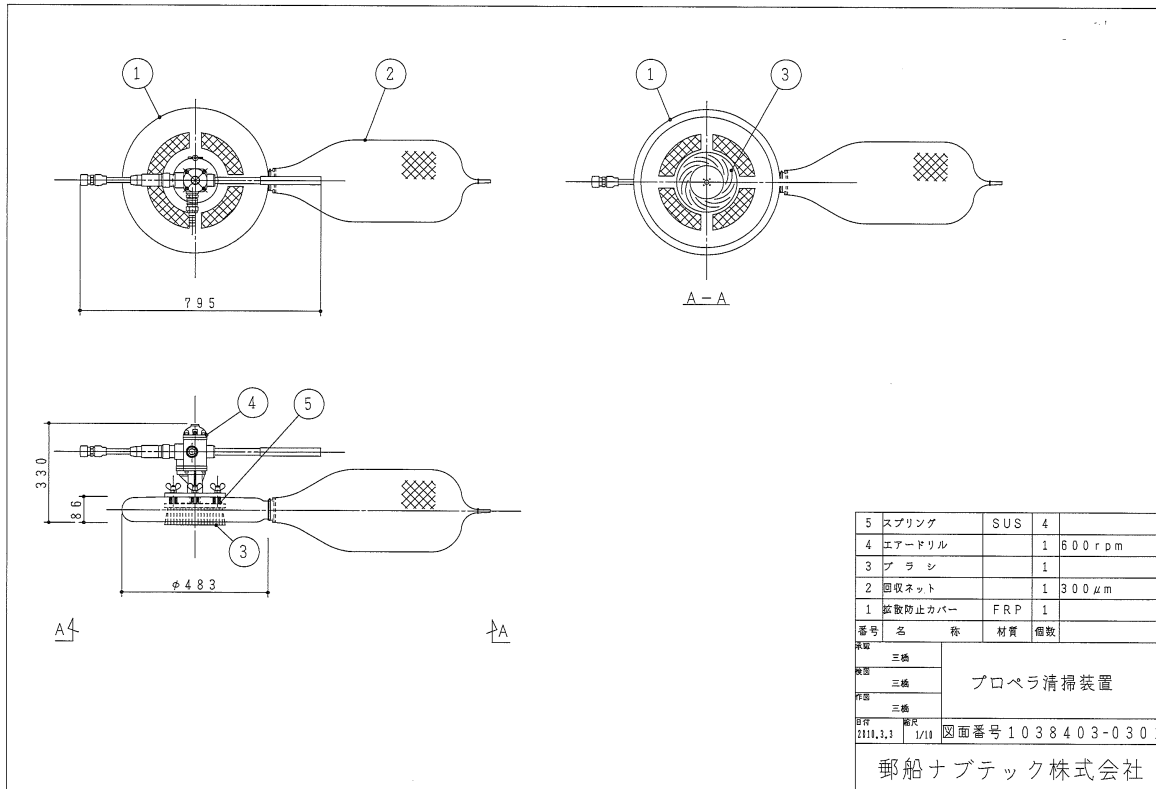 1
2
1
3
795
A-A
4
5
330
86
3
φ483
A
A
5 スプリング SUS 4
4 エアードリル 1 600rpm
3 ブラシ 1
2 回収ネット 1 300μm
1 拡散防止カバー FRP 1
番号 名称 材質 個数
承認
三橋
検図
三橋
プロペラ清掃装置
作図
三橋
日付 縮尺
2010.3.3 1/10 図面番号1038403-030
郵船ナブテック株式会社